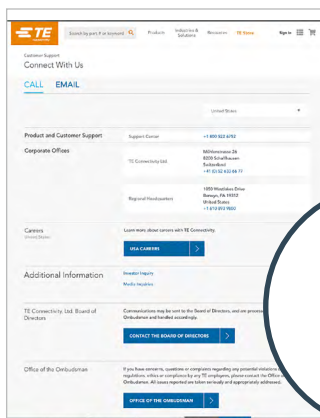 TE
Search by part # or keyword
Products
Industries &
Solutions
Resources
TE Store
Sign in
Customer Support
Connect With Us
CALL EMAIL
United States
Product and Customer Support
Support Center
+1 800 522 6752
Corporate Offices
TE Connectivity Ltd.
8200 Schaffhausen
Switzerland
+41 (0) 52 633 66 77
Regional Headquarters
1050 Westlakes Drive
Berwyn, PA 19312
United States
+1 610 893 9800
Careers
United States
Learn more about careers with TE Connectivity.
USA CAREERS
Additional Information
Investor Inquiry
Media Inquiries
TE Connectivity, Ltd. Board of
Directors
Communications may be sent to the Board of Directors, and are
Ombudsman and handled accordingly.
CONTACT THE BOARD OF DIRECTORS
Office of the Ombudsman
If you have concerns, questions or complaints regarding any potential violations
regulations, ethics or compliance by any TE employees, please contact the
Ombudsman. All issues reported are taken seriously and appropriately addressed.
OFFICE OF THE OMBUDSMAN